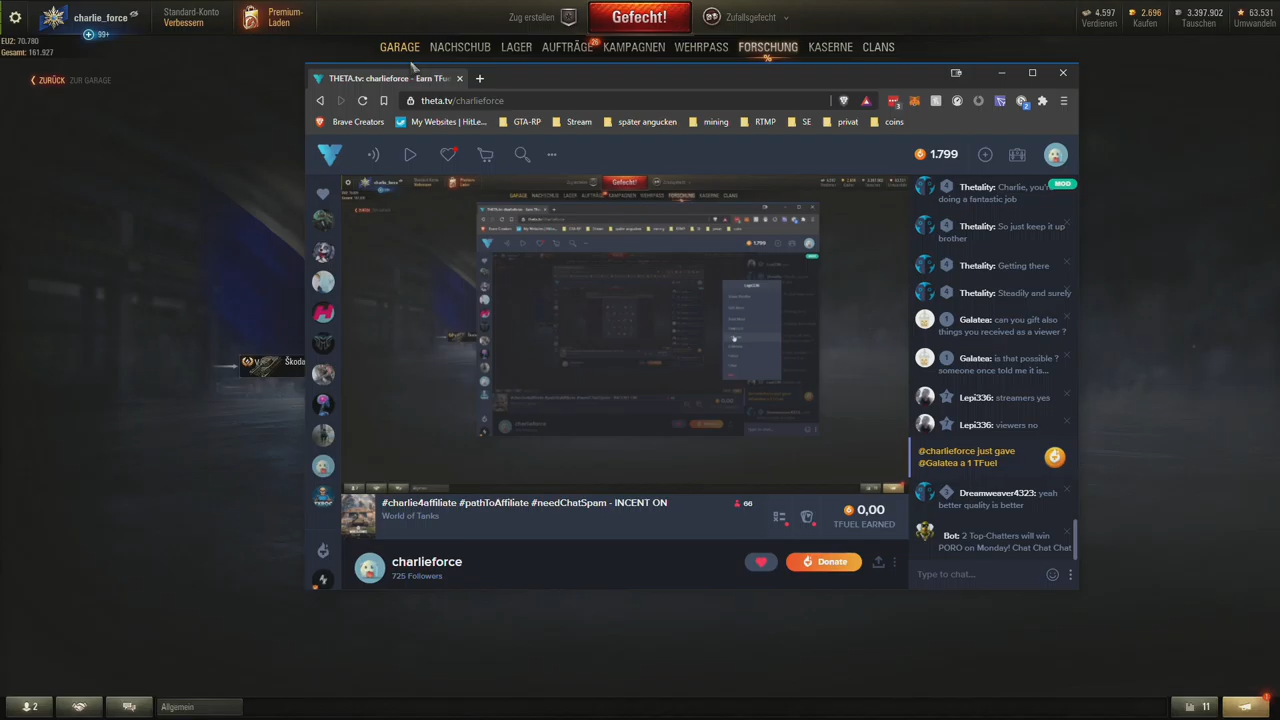 charlie_force
99+
Standard-Konto
Verbessern
Premium-
Laden
Zug erstellen
Gefecht!
Zufallsgefecht
4.597
Verdienen
2.696
Kaufen
3.397.902
Tauschen
63.531
Umwandeln
EU2: 70.780
Gesamt: 161.927
GARAGE
NACHSCHUB
LAGER
AUFTRÄGE
26
KAMPAGNEN
WEHRPASS
FORSCHUNG
%
KASERNE
CLANS
ZURÜCK ZUR GARAGE
THETA.tv: charlieforce - Earn TFue
theta.tv/charlieforce
3
2
Brave Creators
My Websites | HitLe...
GTA-RP
Stream
später angucken
mining
RTMP
SE
privat
coins
1.799
MOD
Thetality: Charlie, you're
doing a fantastic job
Thetality: So just keep it up
brother
Thetality: Getting there
Thetality: Steadily and surely
Galatea: can you gift also
things you received as a viewer ?
Galatea: is that possible ?
someone once told me it is...
Lepi336: streamers yes
Lepi336: viewers no
@charlieforce just gave
@Galatea a 1 TFuel
Dreamweaver4323: yeah
better quality is better
Bot: 2 Top-Chatters will win
PORO on Monday! Chat Chat Chat
Type to chat...
V
Škoda
#charlie4affiliate #pathToAffiliate #needChatSpam - INCENT ON
World of Tanks
66
0,00
TFUEL EARNED
charlieforce
725 Followers
Donate
2
Allgemein
11
1